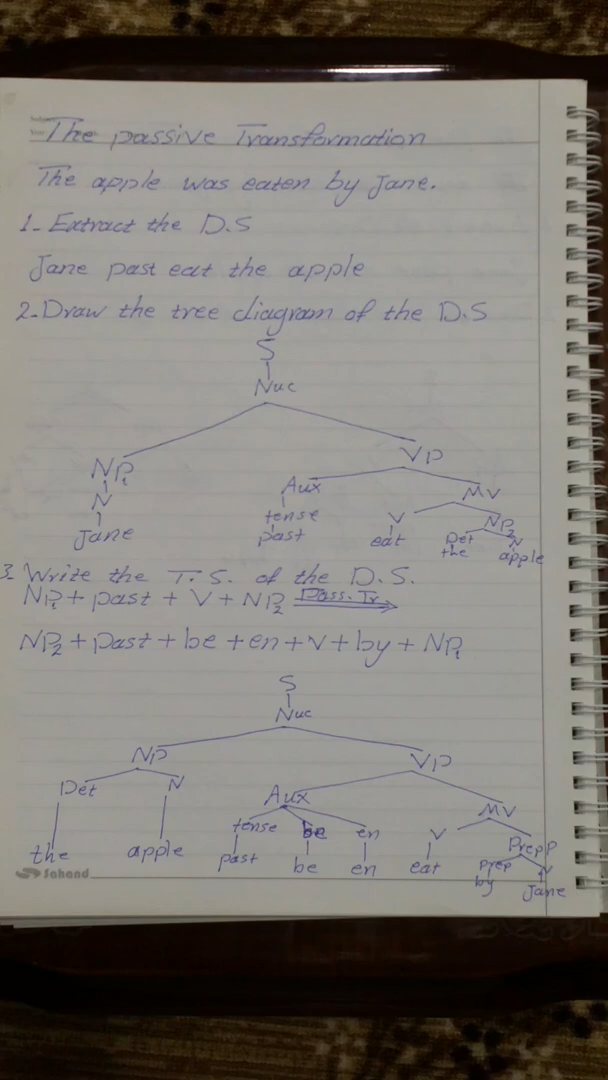 The passive Transformation
The apple was eaten by Jane.
1- Extract the D.S
Jane past eat the apple
2-Draw the tree diagram of the D.S
S
Nuc
NP1 VP
N Aux MV
Jane tense V NP2
past eat Det N
the apple
3. Write the T.S. of the D.S.
NP1 + past + V + NP2 Pass. Tr
NP2 + past + be + en + V + by + NP1
S
Nuc
NP VP
Det N Aux MV
tense be en V Prep P
the apple past be en eat prep N
by Jane
Sahand